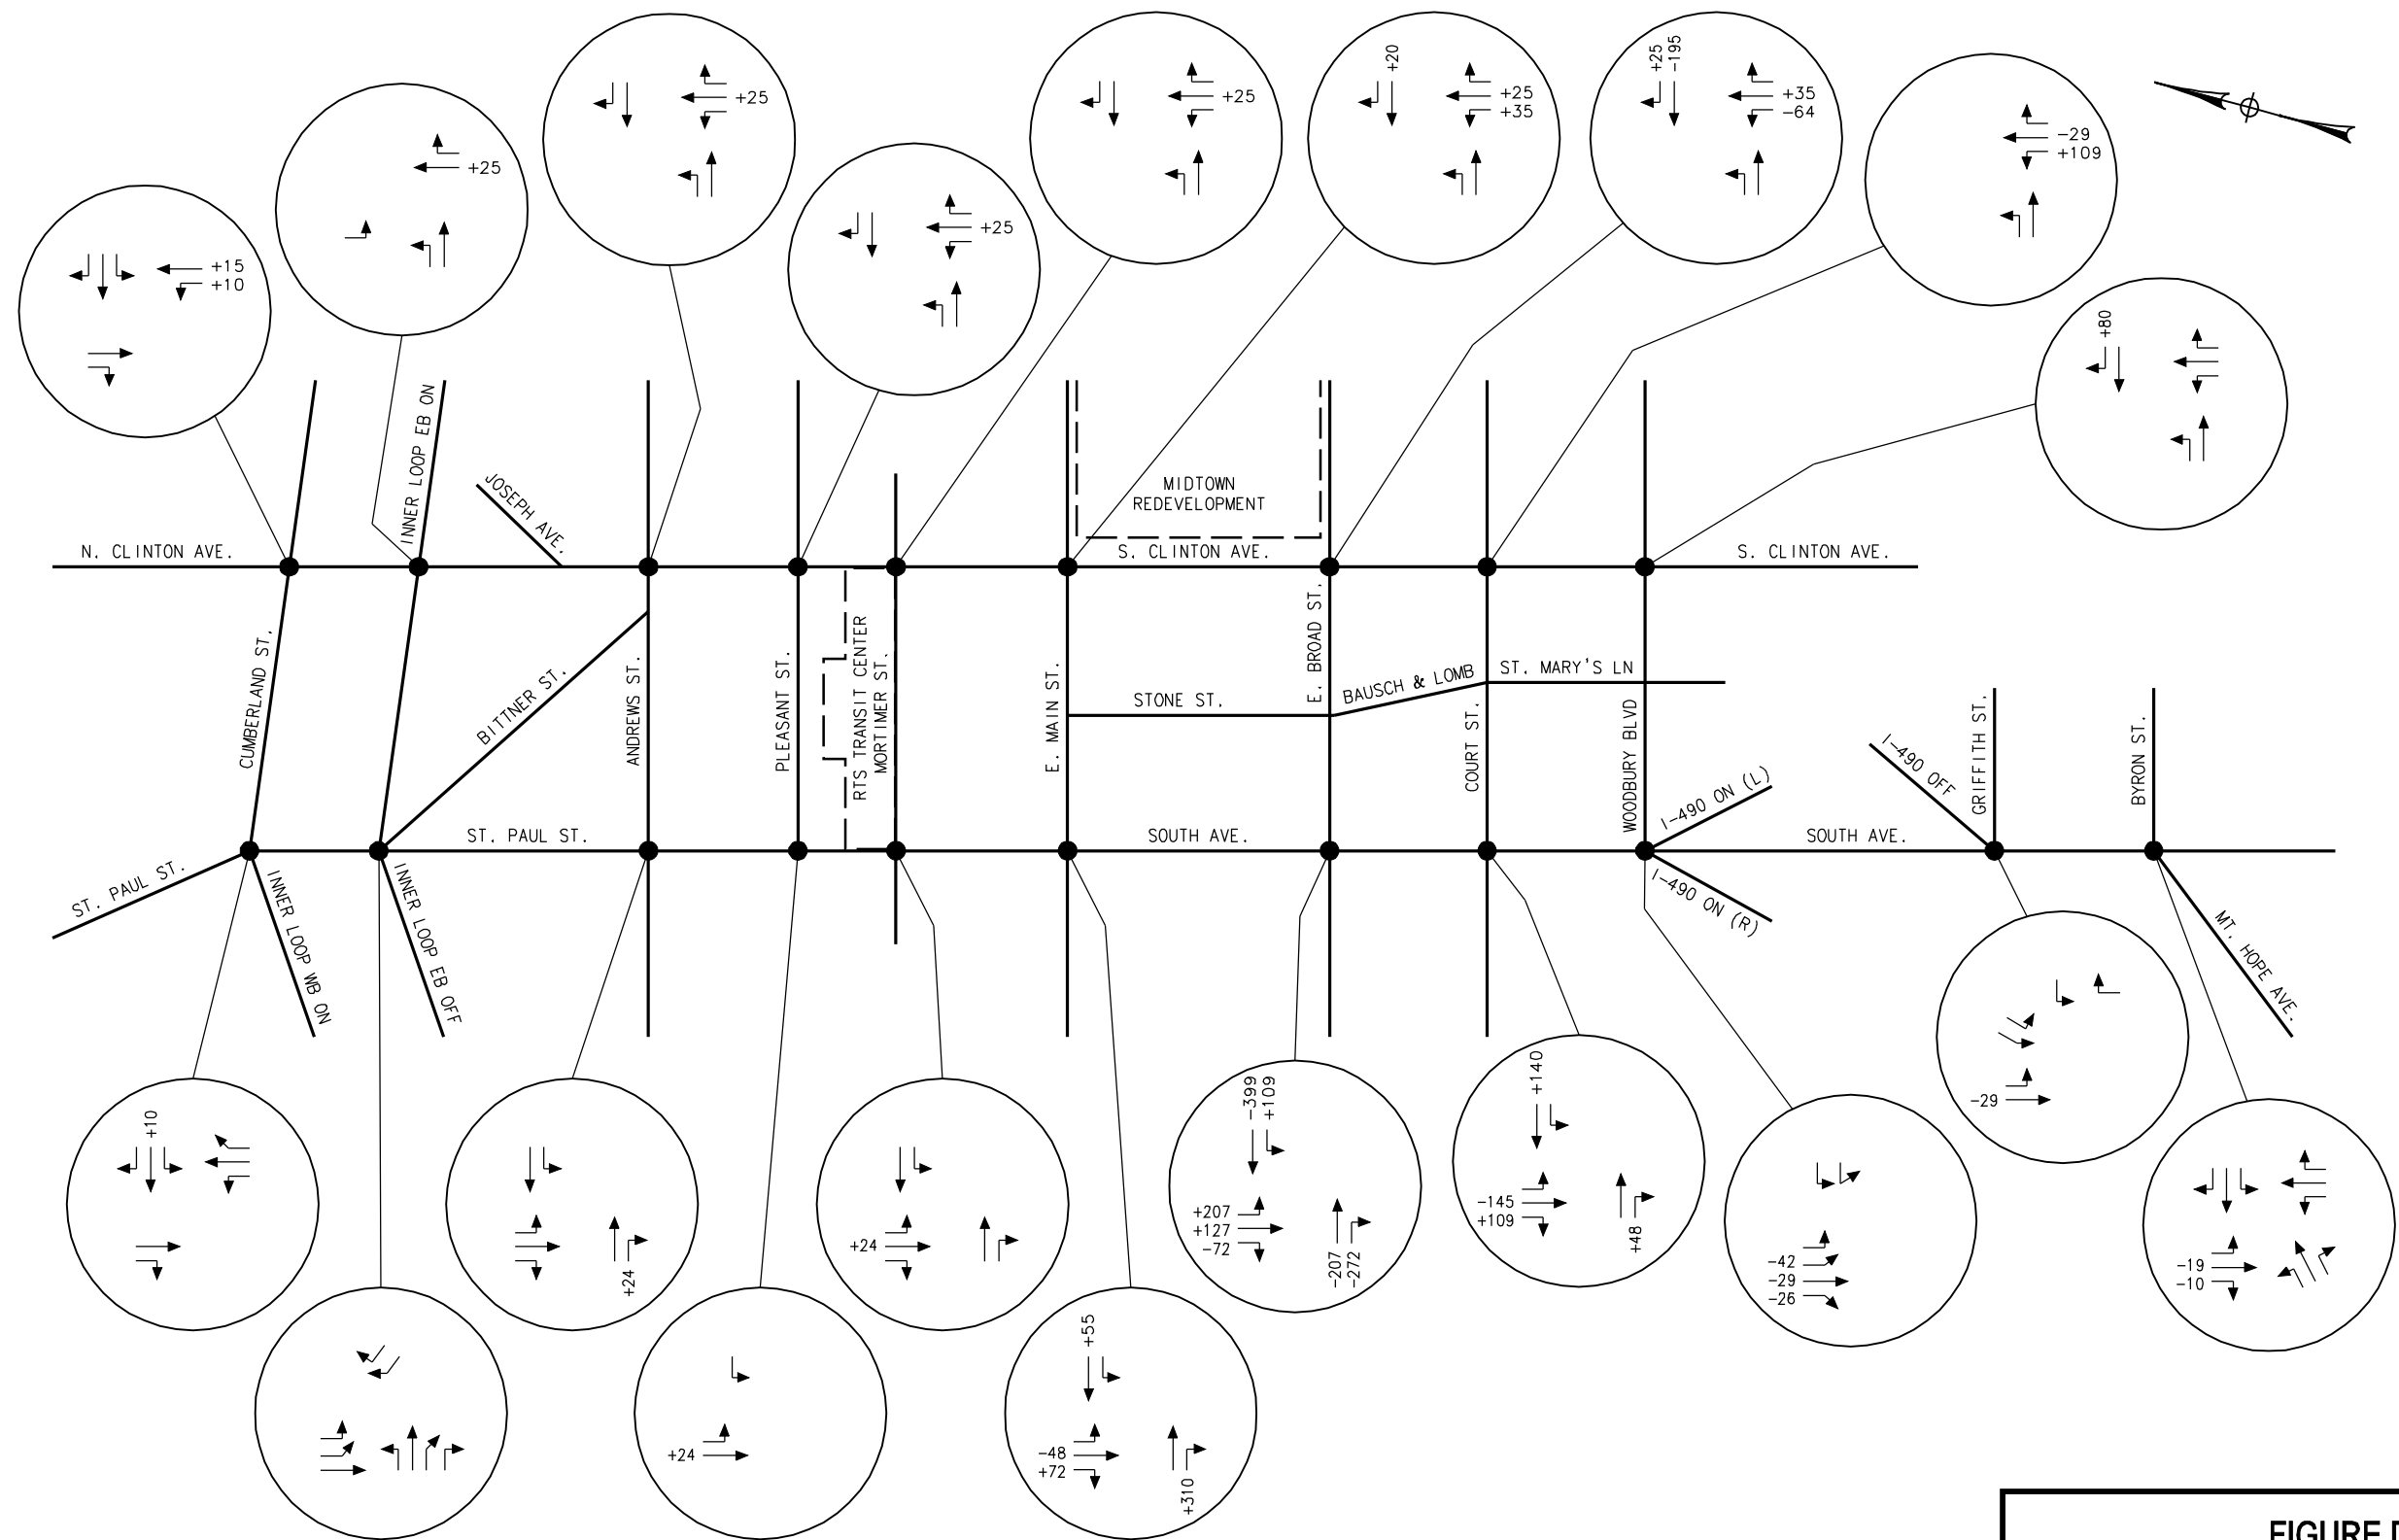 +20
+25
-195
+25
+25
+25
+35
+35
-64
-29
+109
+25
+25
+15
+10
+80
INNER LOOP EB ON
JOSEPH AVE.
MIDTOWN
REDEVELOPMENT
N. CLINTON AVE.
S. CLINTON AVE.
S. CLINTON AVE.
CUMBERLAND ST.
BITTNER ST.
ANDREWS ST.
PLEASANT ST.
RTS TRANSIT CENTER
MORTIMER ST.
E. MAIN ST.
STONE ST.
E. BROAD ST.
BAUSCH & LOMB
ST. MARY'S LN
COURT ST.
WOODBURY BLVD
I-490 ON (L)
I-490 OFF
GRIFFITH ST.
BYRON ST.
ST. PAUL ST.
SOUTH AVE.
SOUTH AVE.
ST. PAUL ST.
INNER LOOP WB ON
INNER LOOP EB OFF
I-490 ON (R)
MT. HOPE AVE.
+10
+24
+24
+24
+55
-48
+72
+310
-399
+109
+207
+127
-72
-207
-272
+140
-145
+109
+48
-42
-29
-26
-29
-19
-10